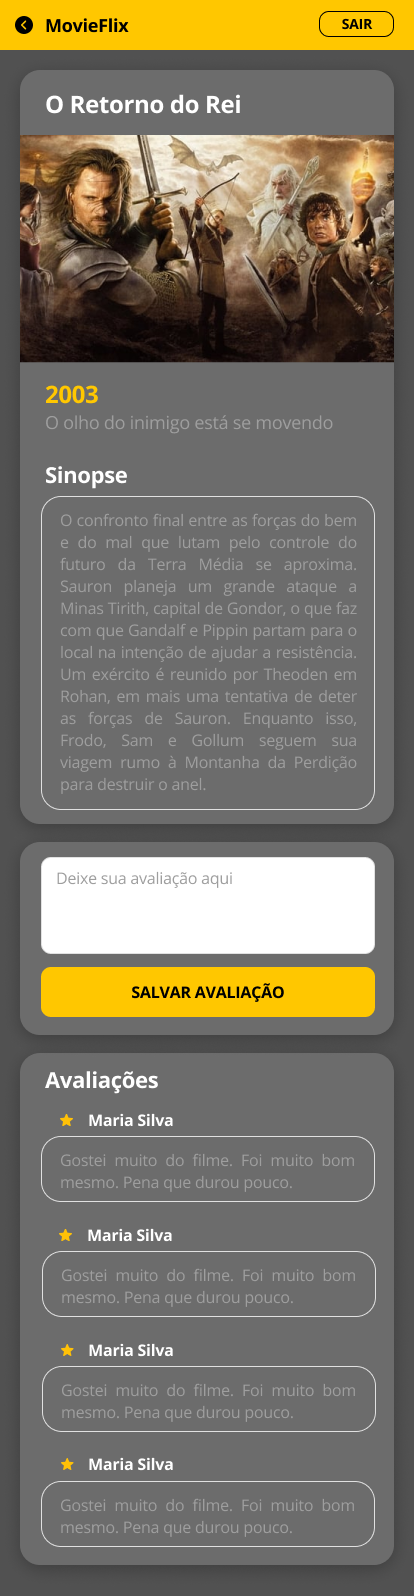 MovieFlix
SAIR
O Retorno do Rei
2003
O olho do inimigo está se movendo
Sinopse
O confronto final entre as forças do bem
e do mal que lutam pelo controle do
futuro da Terra Média se aproxima.
Sauron planeja um grande ataque a
Minas Tirith, capital de Gondor, o que faz
com que Gandalf e Pippin partam para o
local na intenção de ajudar a resistência.
Um exército é reunido por Theoden em
Rohan, em mais uma tentativa de deter
as forças de Sauron. Enquanto isso,
Frodo, Sam e Gollum seguem sua
viagem rumo à Montanha da Perdição
para destruir o anel.
Deixe sua avaliação aqui
SALVAR AVALIAÇÃO
Avaliações
Maria Silva
Gostei muito do filme. Foi muito bom
mesmo. Pena que durou pouco.
Maria Silva
Gostei muito do filme. Foi muito bom
mesmo. Pena que durou pouco.
Maria Silva
Gostei muito do filme. Foi muito bom
mesmo. Pena que durou pouco.
Maria Silva
Gostei muito do filme. Foi muito bom
mesmo. Pena que durou pouco.